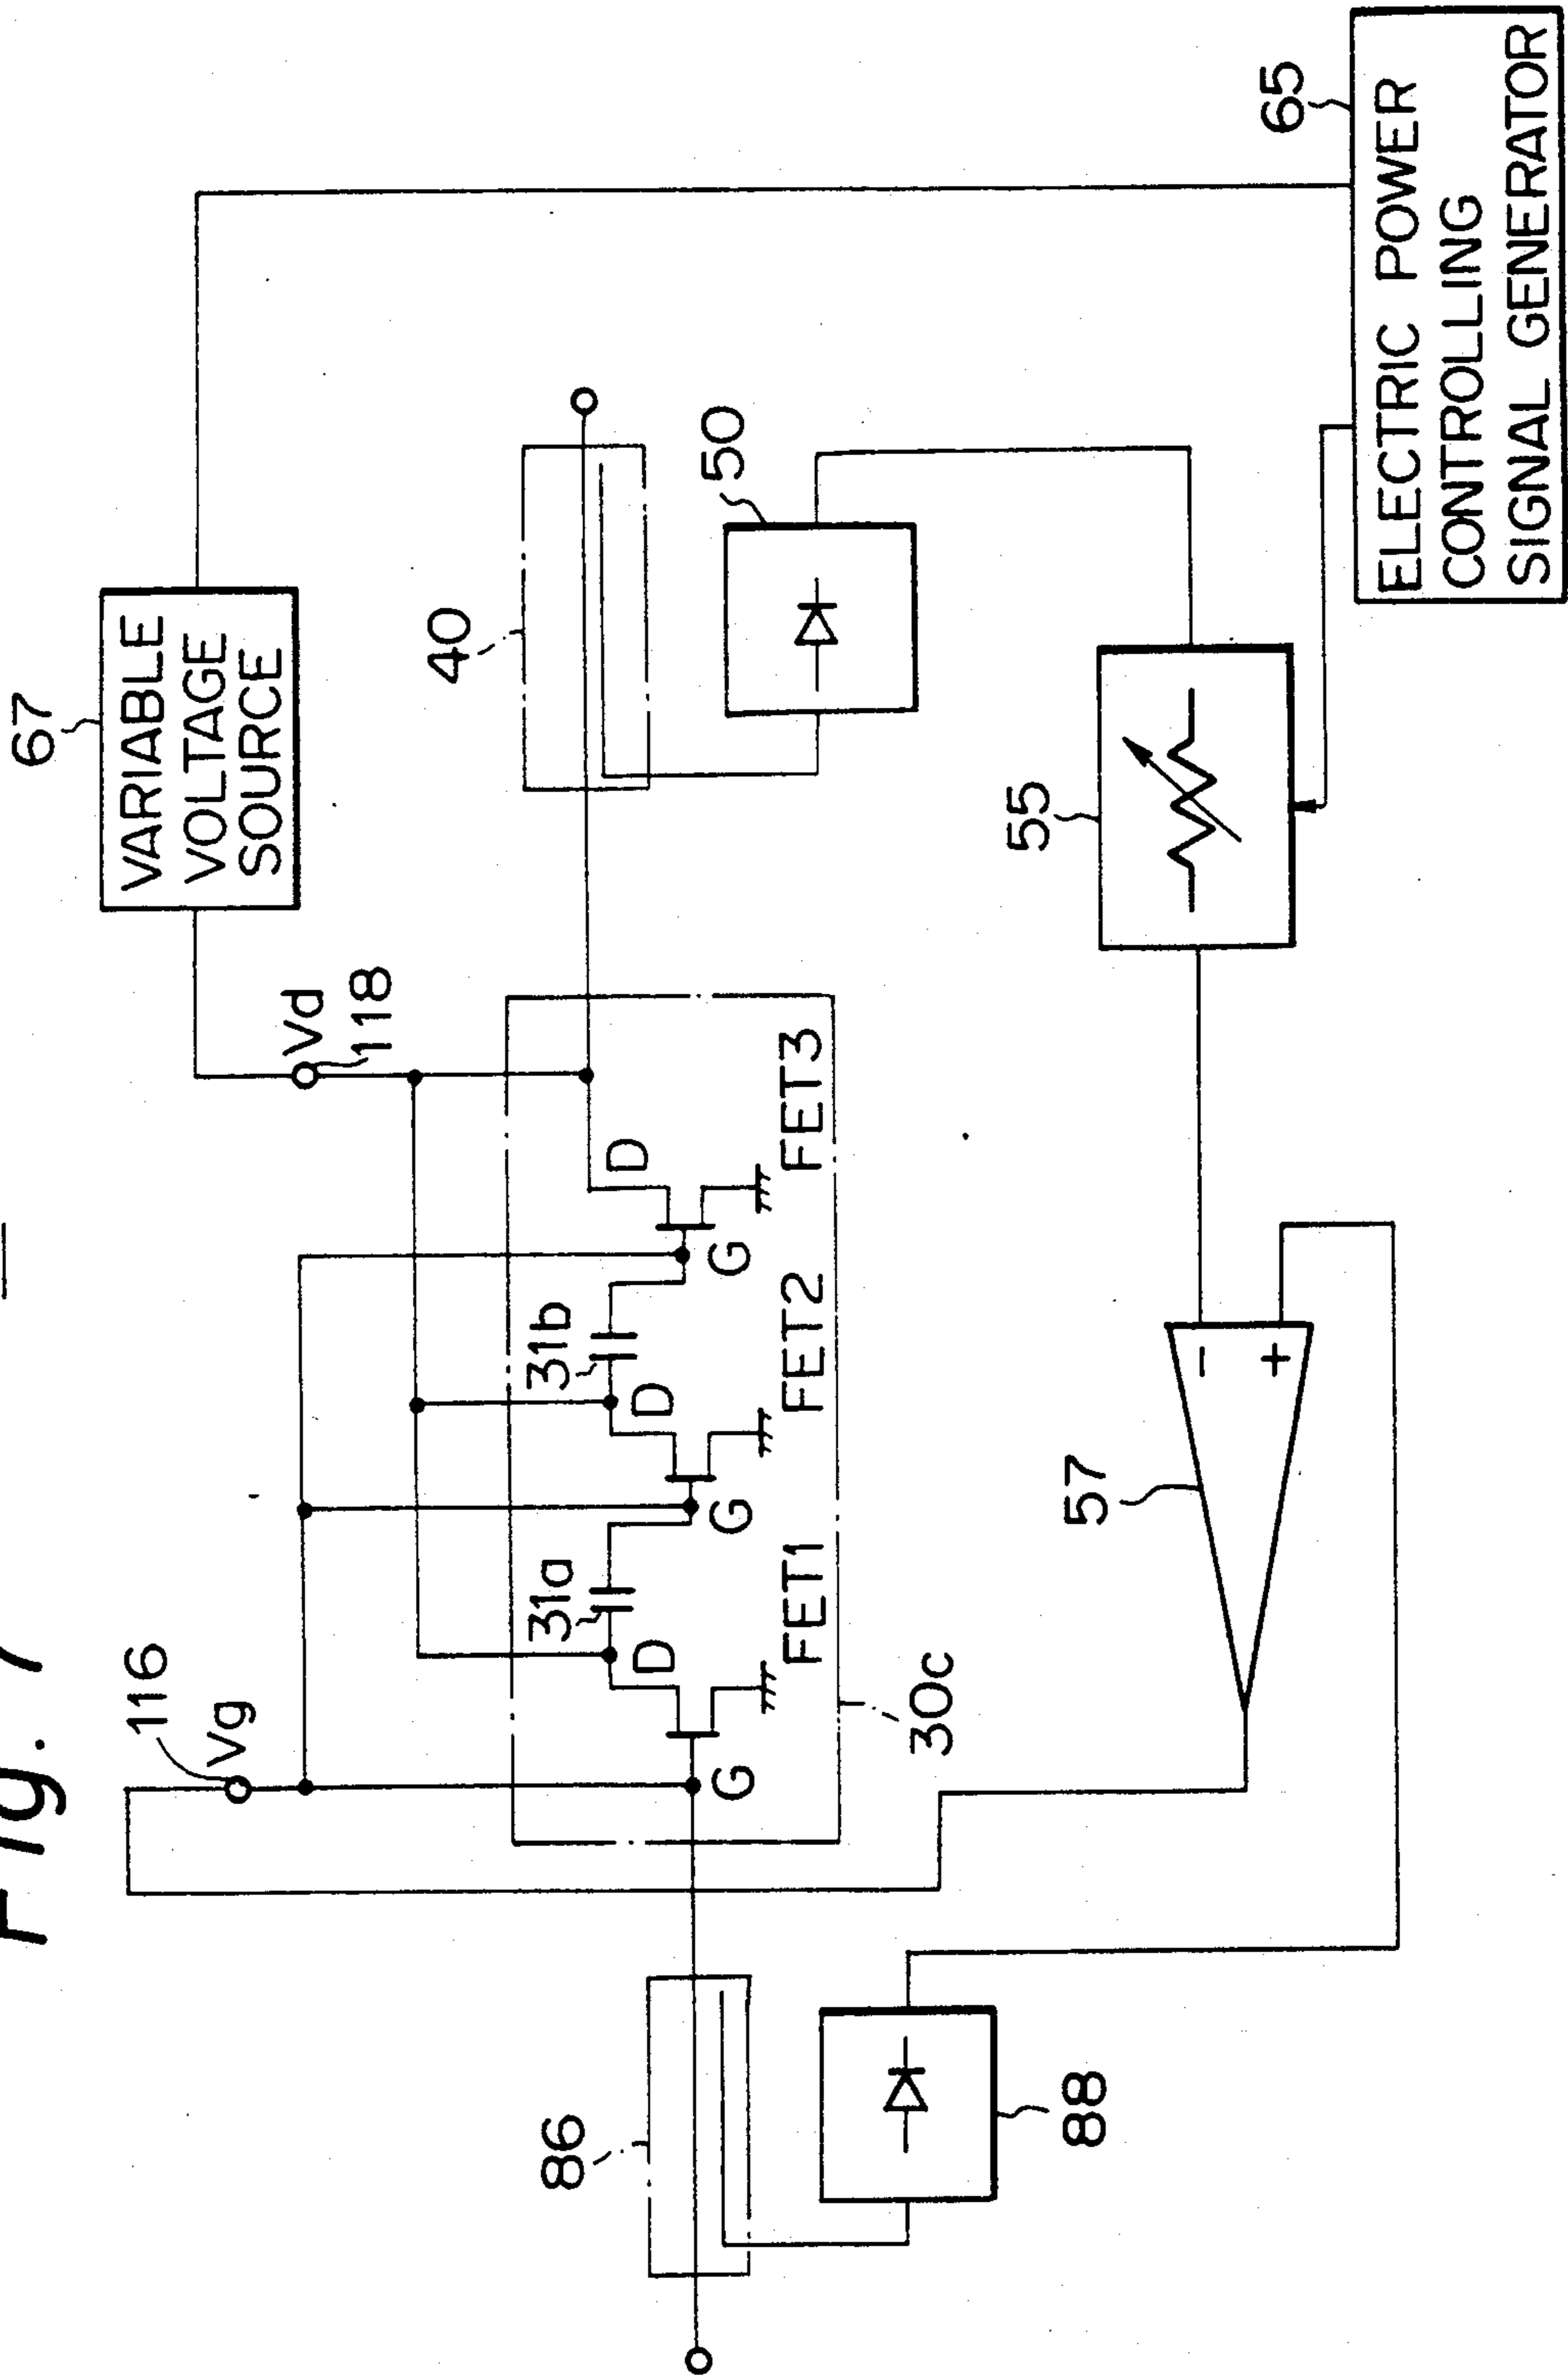 Fig. 7
116
Vg
67
VARIABLE
VOLTAGE
SOURCE
Vd
118
86
31a
31b
40
D
D
D
G
G
G
FET1
FET2
FET3
50
88
30c
57
-
+
55
65
ELECTRIC POWER
CONTROLLING
SIGNAL GENERATOR